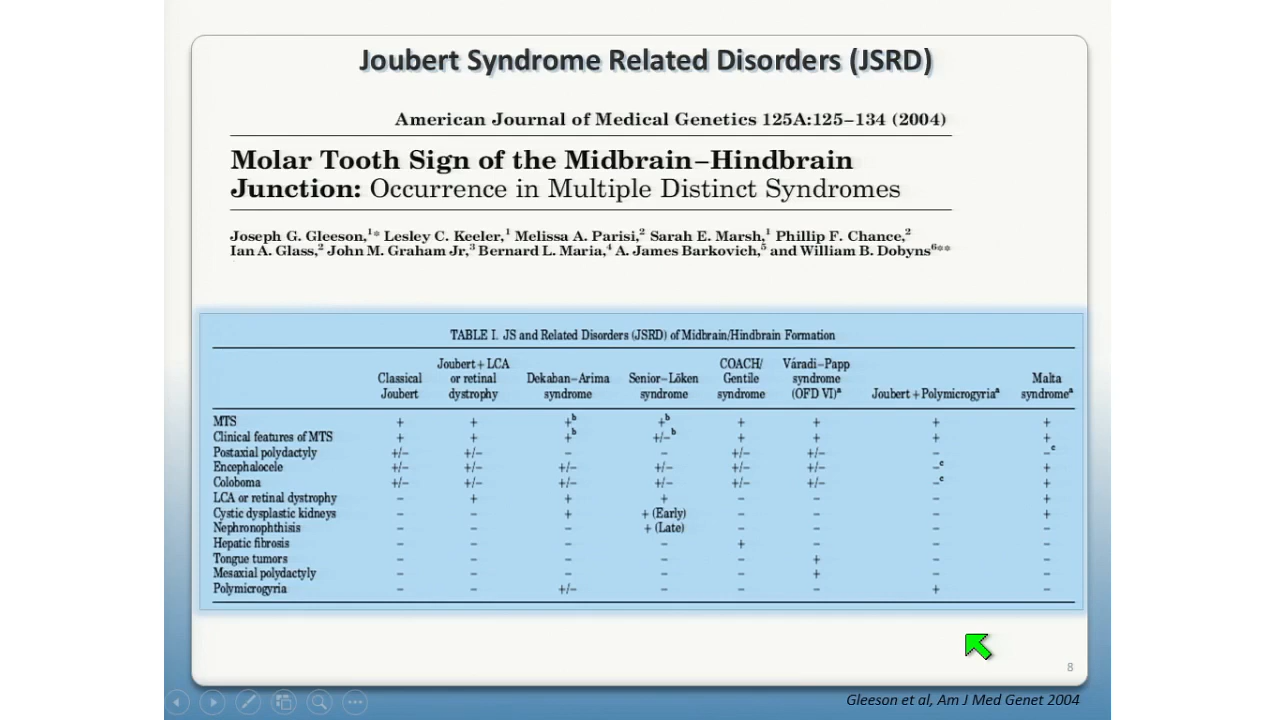 Joubert Syndrome Related Disorders (JSRD)
American Journal of Medical Genetics 125A:125–134 (2004)
Molar Tooth Sign of the Midbrain–Hindbrain
Junction: Occurrence in Multiple Distinct Syndromes
Joseph G. Gleeson,1* Lesley C. Keeler,1 Melissa A. Parisi,2 Sarah E. Marsh,1 Phillip F. Chance,2
Ian A. Glass,2 John M. Graham Jr,3 Bernard L. Maria,4 A. James Barkovich,5 and William B. Dobyns6**
TABLE I. JS and Related Disorders (JSRD) of Midbrain/Hindbrain Formation
Classical Joubert Joubert+LCA or retinal dystrophy Dekaban–Arima syndrome Senior–Löken syndrome COACH/Gentile syndrome Váradi–Papp syndrome (OFD VI)a Joubert+Polymicrogyriaa Malta syndromea
MTS + + +b +b + + + +
Clinical features of MTS + + +b +/–b + + + +
Postaxial polydactyly +/– +/– – – +/– +/– – –c
Encephalocele +/– +/– +/– +/– +/– +/– –c +
Coloboma +/– +/– +/– +/– +/– +/– –c +
LCA or retinal dystrophy – + + + – – – +
Cystic dysplastic kidneys – – + + (Early) – – – +
Nephronophthisis – – – + (Late) – – – –
Hepatic fibrosis – – – – + – – –
Tongue tumors – – – – – + – –
Mesaxial polydactyly – – – – – + – –
Polymicrogyria – – +/– – – – + –
8
Gleeson et al, Am J Med Genet 2004